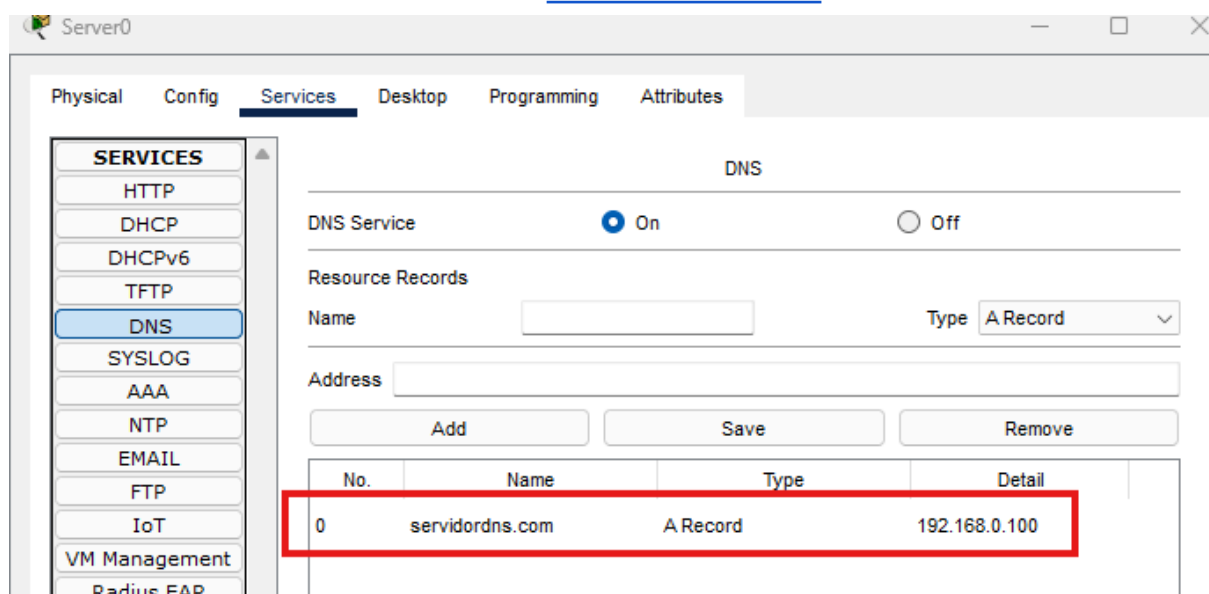 Server0
Physical Config Services Desktop Programming Attributes
SERVICES
HTTP
DHCP
DHCPv6
TFTP
DNS
SYSLOG
AAA
NTP
EMAIL
FTP
IoT
VM Management
Radius EAP
DNS
DNS Service On Off
Resource Records
Name Type A Record
Address
Add Save Remove
No. Name Type Detail
0 servidordns.com A Record 192.168.0.100